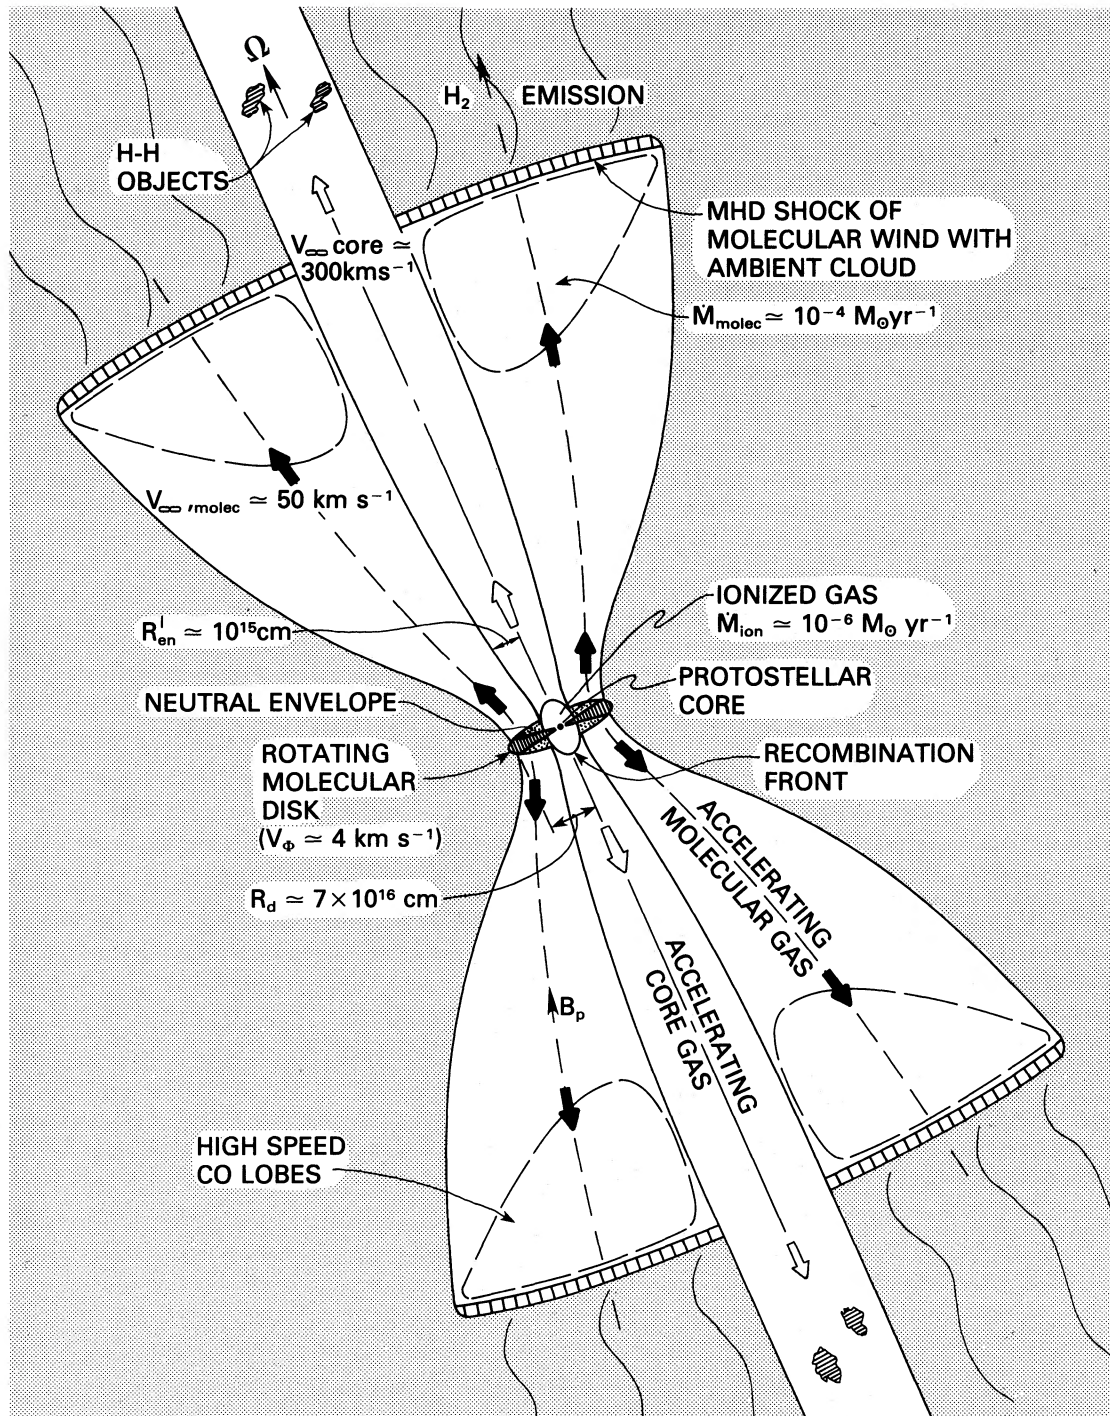 Ω
H₂ EMISSION
H-H
OBJECTS
MHD SHOCK OF
MOLECULAR WIND WITH
AMBIENT CLOUD
V∞ core ≃
300kms⁻¹
Ṁmolec ≃ 10⁻⁴ M⊙yr⁻¹
V∞,molec ≃ 50 km s⁻¹
IONIZED GAS
Ṁion ≃ 10⁻⁶ M⊙ yr⁻¹
RᴵEn ≃ 10¹⁵cm
PROTOSTELLAR
CORE
NEUTRAL ENVELOPE
ROTATING
MOLECULAR
DISK
(VΦ ≃ 4 km s⁻¹)
RECOMBINATION
FRONT
ACCELERATING
MOLECULAR GAS
Rd ≃ 7×10¹⁶ cm
ACCELERATING
CORE GAS
Bp
HIGH SPEED
CO LOBES